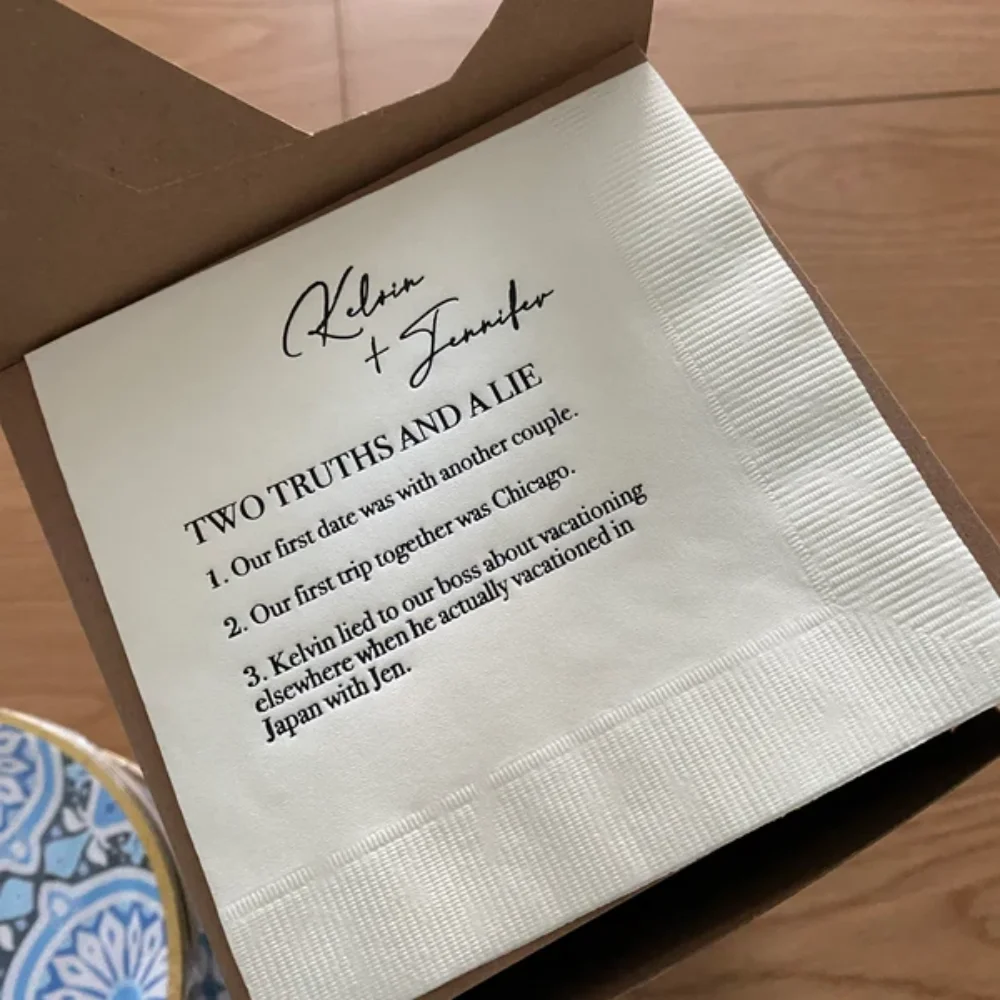 Kelvin
+ Jennifer
TWO TRUTHS AND A LIE
1. Our first date was with another couple.
2. Our first trip together was Chicago.
3. Kelvin lied to our boss about vacationing
elsewhere when he actually vacationed in
Japan with Jen.